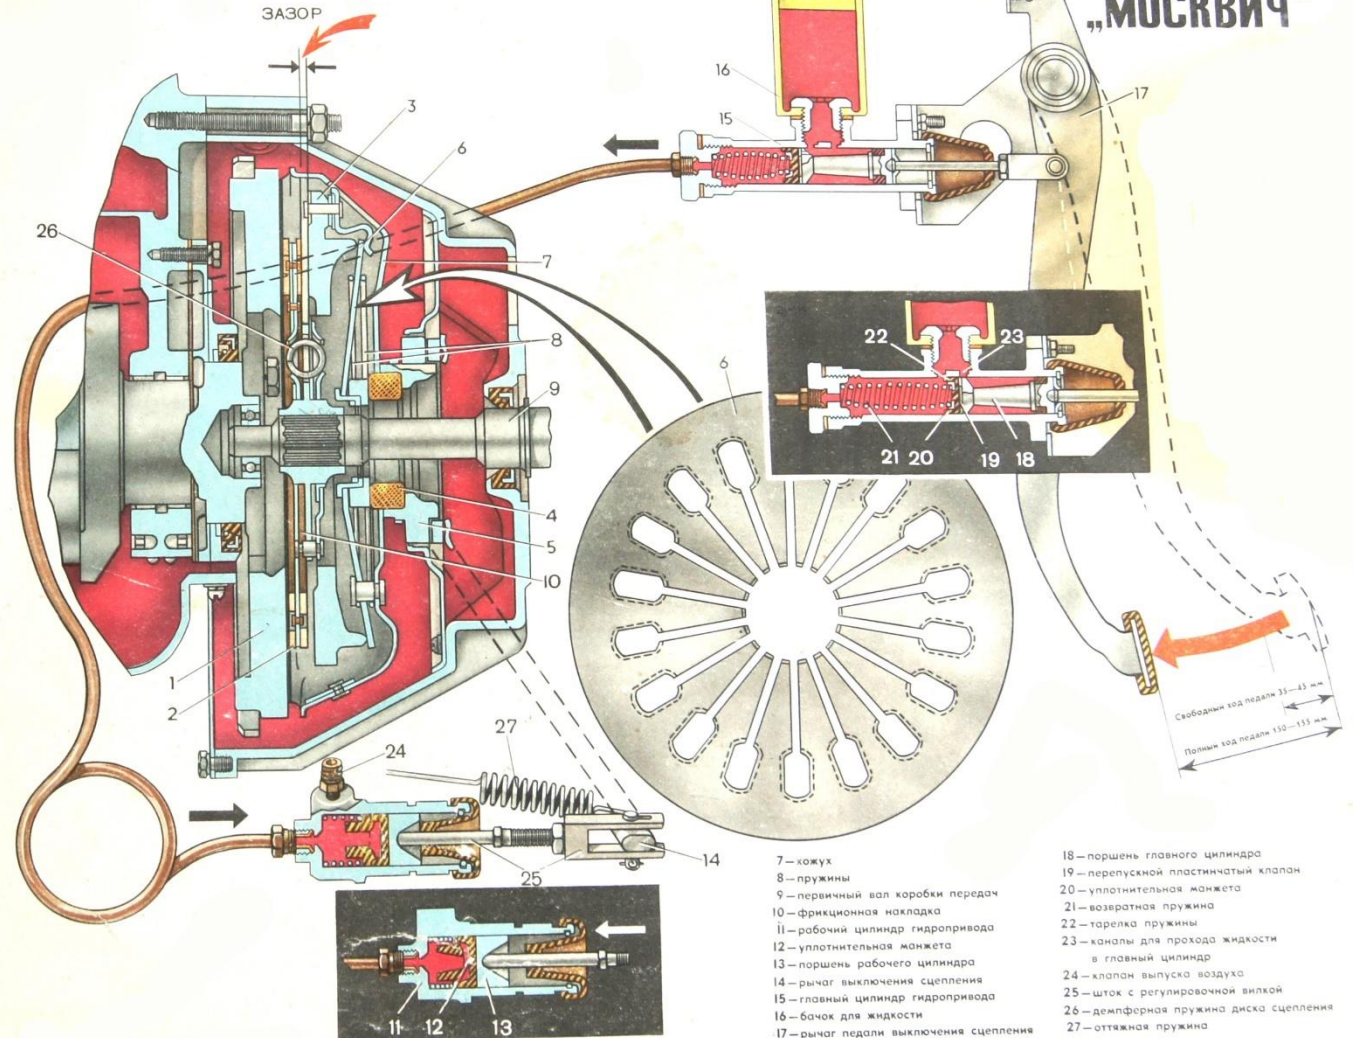 ЗАЗОР
„МОСКВИЧ"
16
17
3
15
6
26
7
22
23
8
6
9
21 20 19 18
4
5
10
1
2
Свободный ход педали 35—45 мм
27
Полный ход педали 150—155 мм
24
14
25
11 12 13
7—кожух
8—пружины
9—первичный вал коробки передач
10—фрикционная накладка
11—рабочий цилиндр гидропривода
12—уплотнительная манжета
13—поршень рабочего цилиндра
14—рычаг выключения сцепления
15—главный цилиндр гидропривода
16—бачок для жидкости
17—рычаг педали выключения сцепления
18—поршень главного цилиндра
19—перепускной пластинчатый клапан
20—уплотнительная манжета
21—возвратная пружина
22—тарелка пружины
23—каналы для прохода жидкости
в главный цилиндр
24—клапан выпуска воздуха
25—шток с регулировочной вилкой
26—демпферная пружина диска сцепления
27—оттяжная пружина